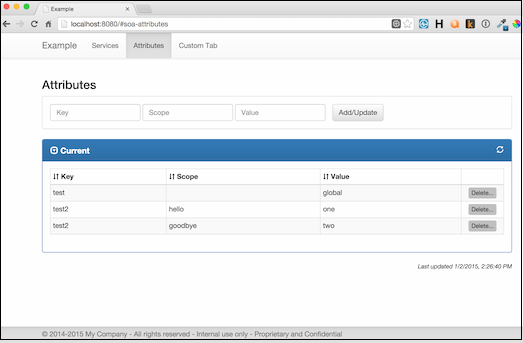 Example
localhost:8080/#soa-attributes
Example Services Attributes Custom Tab
Attributes
Key Scope Value Add/Update
Current
Key Scope Value
test global Delete...
test2 hello one Delete...
test2 goodbye two Delete...
Last updated 1/2/2015, 2:26:40 PM
© 2014-2015 My Company - All rights reserved - Internal use only - Proprietary and Confidential